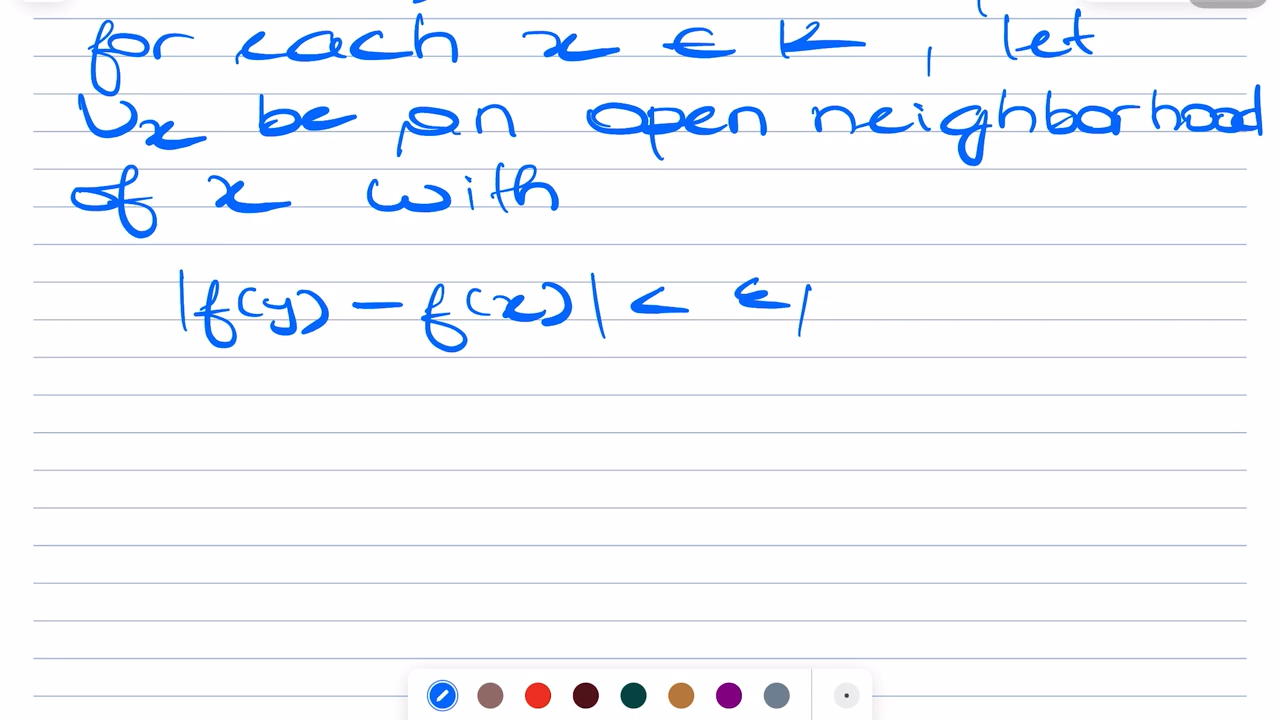 for each x ∈ K, let
Ux be an open neighborhood
of x with
|f(y) - f(x)| < ε,